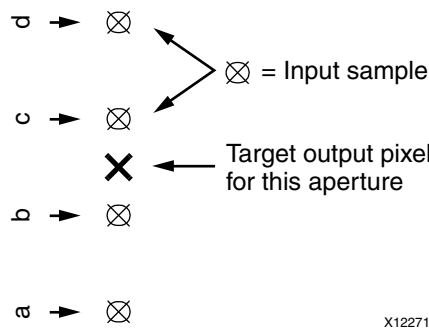 d
= Input sample
c
Target output pixel
for this aperture
b
a
X12271